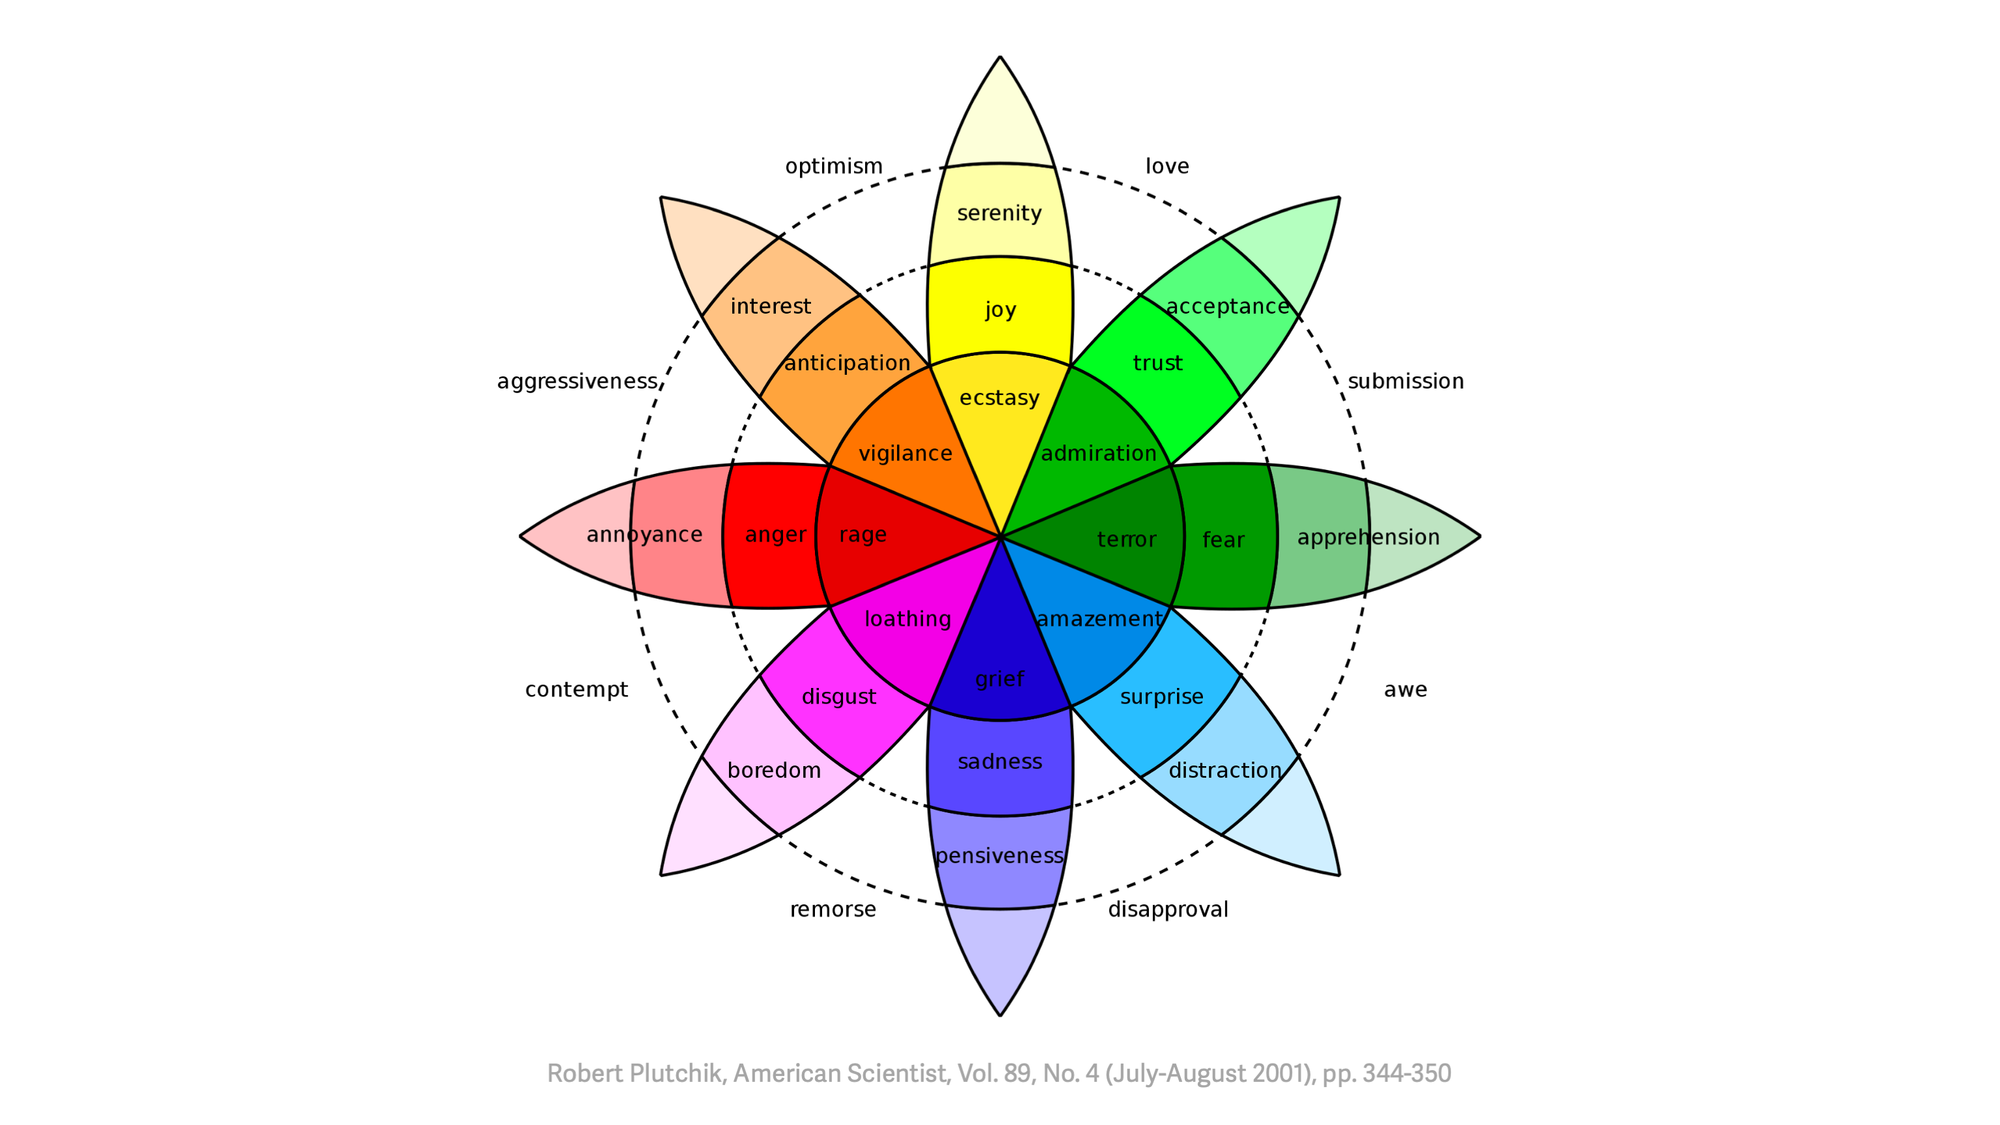 optimism
love
serenity
interest
acceptance
joy
anticipation
trust
aggressiveness
submission
ecstasy
vigilance
admiration
annoyance
anger
rage
terror
fear
apprehension
loathing
amazement
grief
contempt
disgust
surprise
awe
sadness
boredom
distraction
pensiveness
remorse
disapproval
Robert Plutchik, American Scientist, Vol. 89, No. 4 (July-August 2001), pp. 344-350